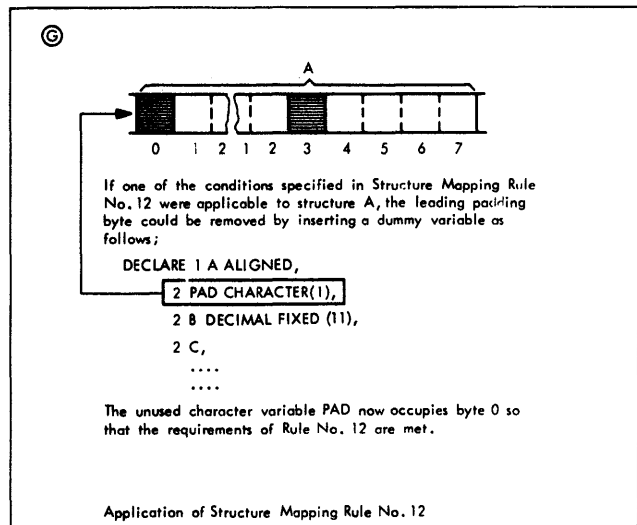 G
A
0 1 2 1 2 3 4 5 6 7
If one of the conditions specified in Structure Mapping Rule
No. 12 were applicable to structure A, the leading padding
byte could be removed by inserting a dummy variable as
follows;
DECLARE 1 A ALIGNED,
2 PAD CHARACTER(1),
2 B DECIMAL FIXED (11),
2 C,
....
....
The unused character variable PAD now occupies byte 0 so
that the requirements of Rule No. 12 are met.
Application of Structure Mapping Rule No. 12